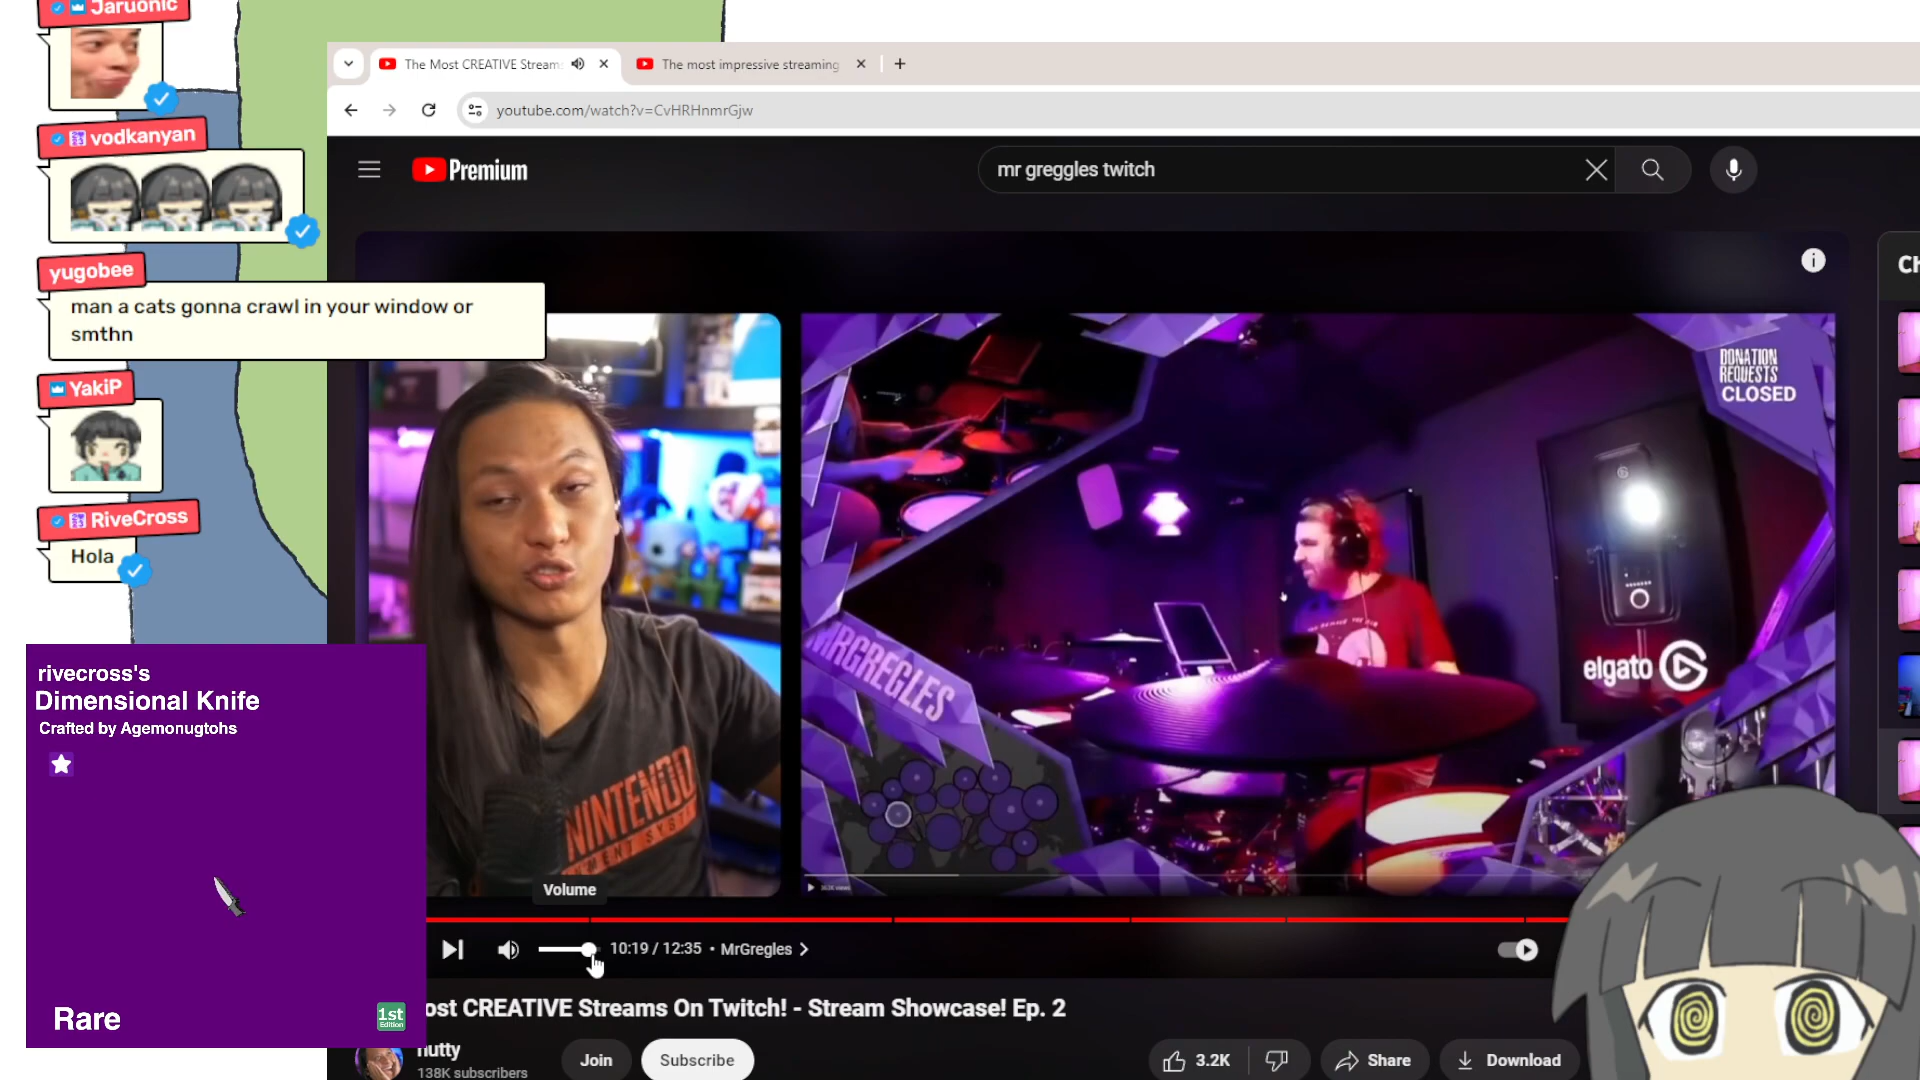 Jaruonic
vodkanyan
yugobee
man a cats gonna crawl in your window or
smthn
YakiP
RiveCross
Hola
rivecross's
Dimensional Knife
Crafted by Agemonugtohs
Rare
1st
Edition
The Most CREATIVE Stream
The most impressive streaming
youtube.com/watch?v=CvHRHnmrGjw
Premium
mr greggles twitch
DONATION
REQUESTS
CLOSED
MRGREGLES
elgato
NINTENDO
Volume
10:19 / 12:35 • MrGregles
ost CREATIVE Streams On Twitch! - Stream Showcase! Ep. 2
nutty
138K subscribers
Join
Subscribe
3.2K
Share
Download